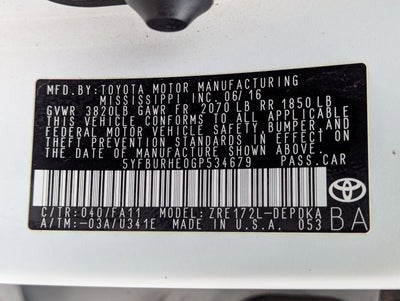 MFD.BY: TOYOTA MOTOR MANUFACTURING
MISSISSIPPI INC. 06/16
GVWR 3820LB GAWR FR 2070 LB RR 1850 LB
THIS VEHICLE CONFORMS TO ALL APPLICABLE
FEDERAL MOTOR VEHICLE SAFETY, BUMPER, AND
THEFT PREVENTION STANDARDS IN EFFECT ON
THE DATE OF MANUFACTURE SHOWN ABOVE.
5YFBURHE0GP534679 PASS.CAR
C/TR: 040/FA11 MODEL: ZRE172L-DEPDKA
A/TM: -03A/U341E MADE IN U.S.A. 053
BA
TOYOTA